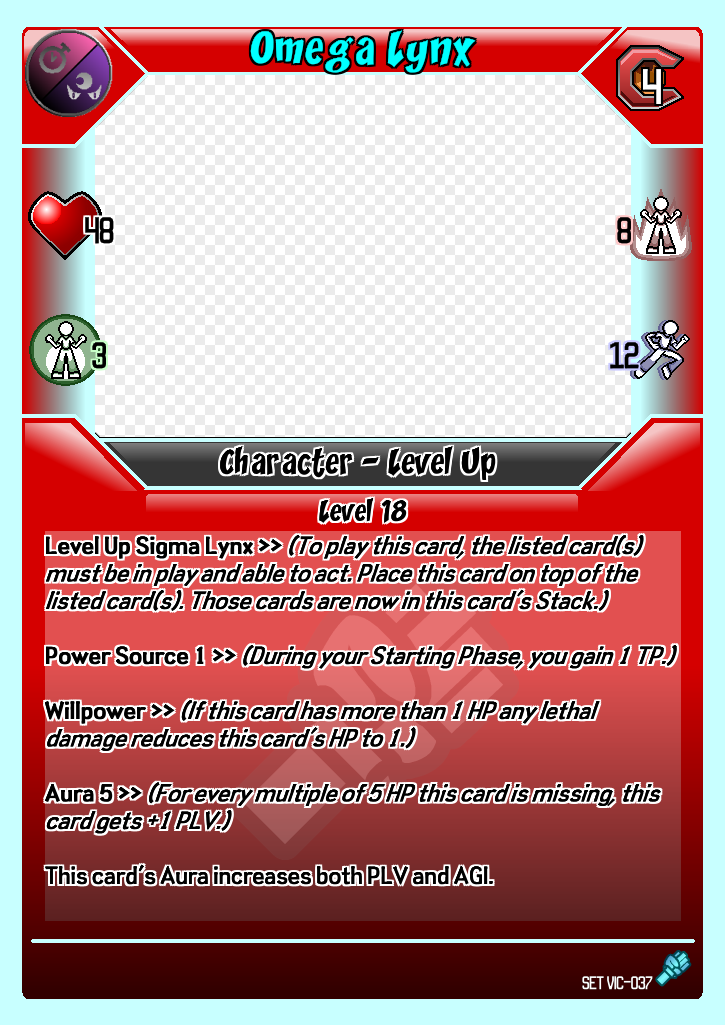 Omega Lynx
4
48
8
3
12
Character - Level Up
Level 18
Level Up Sigma Lynx >> (To play this card, the listed card(s)
must be in play and able to act. Place this card on top of the
listed card(s). Those cards are now in this card's Stack.)
Power Source 1 >> (During your Starting Phase, you gain 1 TP.)
Willpower >> (If this card has more than 1 HP any lethal
damage reduces this card's HP to 1.)
Aura 5 >> (For every multiple of 5 HP this card is missing, this
card gets +1 PLV.)
This card's Aura increases both PLV and AGI.
SET VIC-037